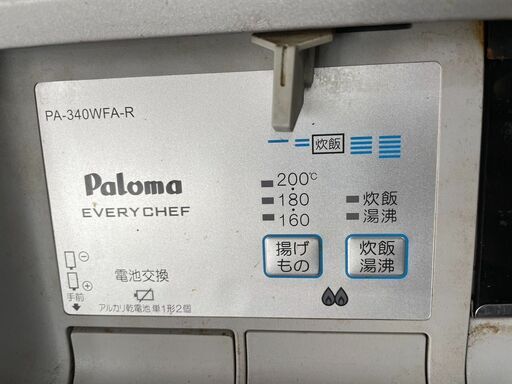 PA-340WFA-R
炊飯
Paloma
EVERYCHEF
200℃
180
160
炊飯
湯沸
揚げ
もの
炊飯
湯沸
電池交換
手前
アルカリ乾電池 単1形2個